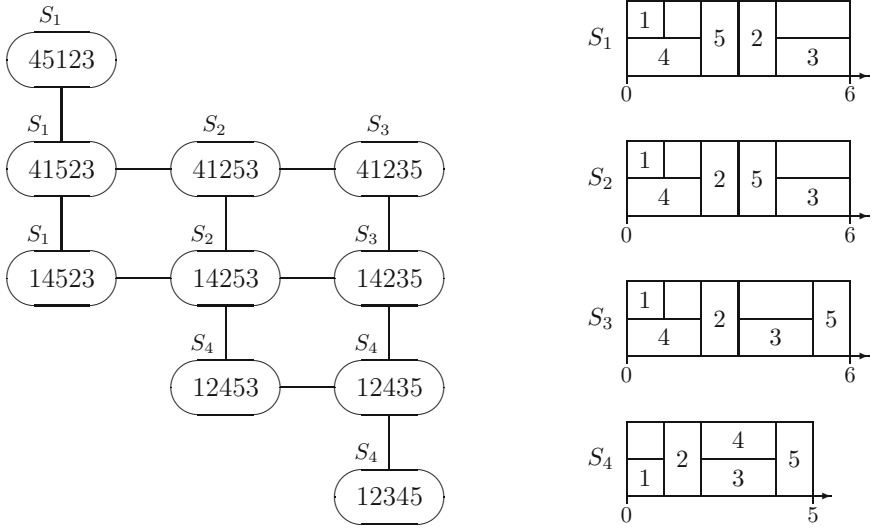 S₁
45123
S₁ S₂ S₃
41523 41253 41235
S₁ S₂ S₃
14523 14253 14235
S₄ S₄
12453 12435
S₄
12345
S₁ 1 4 5 2 3
0 6
S₂ 1 4 2 5 3
0 6
S₃ 1 4 2 3 5
0 6
S₄ 1 2 4 3 5
0 5